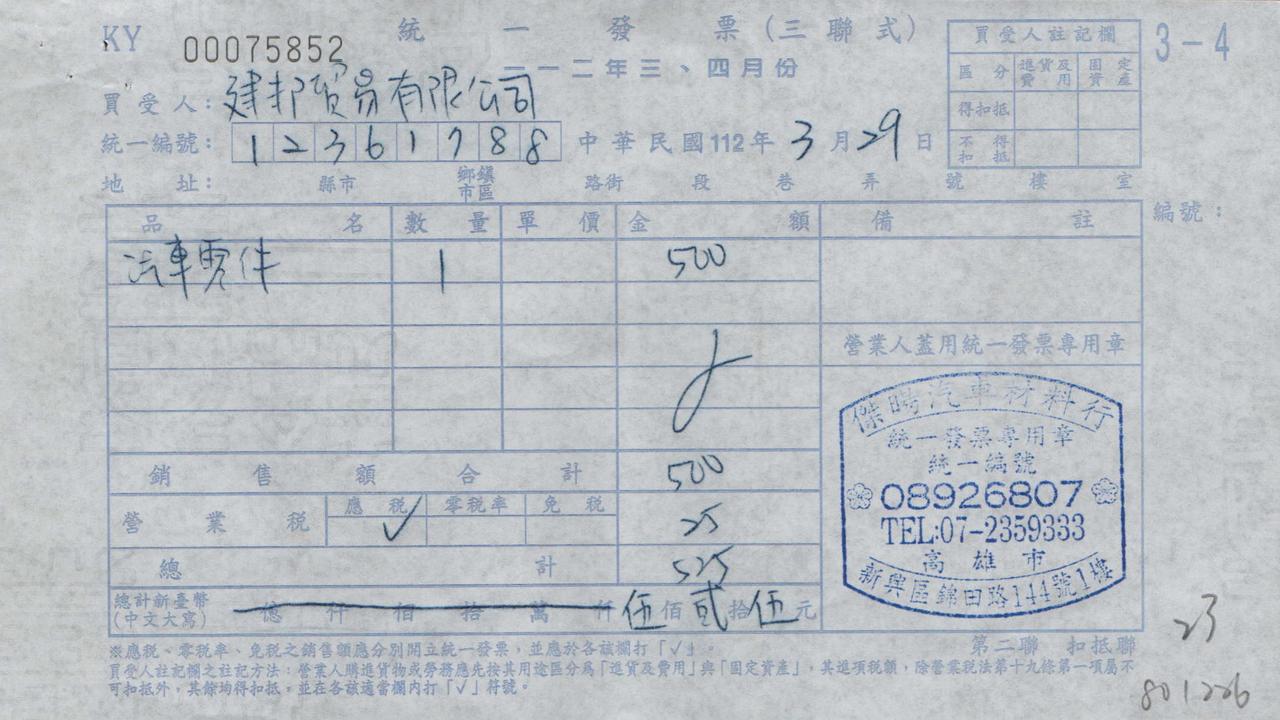 KY 00075852 統一發票(三聯式) 3-4
一一二年三、四月份
買受人註記欄
區分 進貨及費用 固定資產
得扣抵
不得扣抵
買受人: 建邦貿易有限公司
統一編號: 12361788 中華民國112年3月29日
地址: 縣市 鄉鎮市區 路街 段 巷 弄 號 樓 室
品名 數量 單價 金額 備註 編號:
汽車零件 1 500
營業人蓋用統一發票專用章
銷售額合計 500
營業稅 應稅 ✓ 零稅率 免稅 25
總計 525
總計新臺幣(中文大寫) 億仟佰拾萬仟伍佰貳拾伍元
傑晹汽車材料行
統一發票專用章
統一編號
08926807
TEL:07-2359333
高雄市
新興區錦田路144號1樓
※應稅、零稅率、免稅之銷售額應分別開立統一發票,並應於各該欄打「✓」。
第二聯 扣抵聯
買受人註記欄之註記方法:營業人購進貨物或勞務應先按其用途區分為「進貨及費用」與「固定資產」,其進項稅額,除營業稅法第十九條第一項屬不
可扣抵外,其餘均得扣抵,並在各該適當欄內打「✓」符號。
23
801226